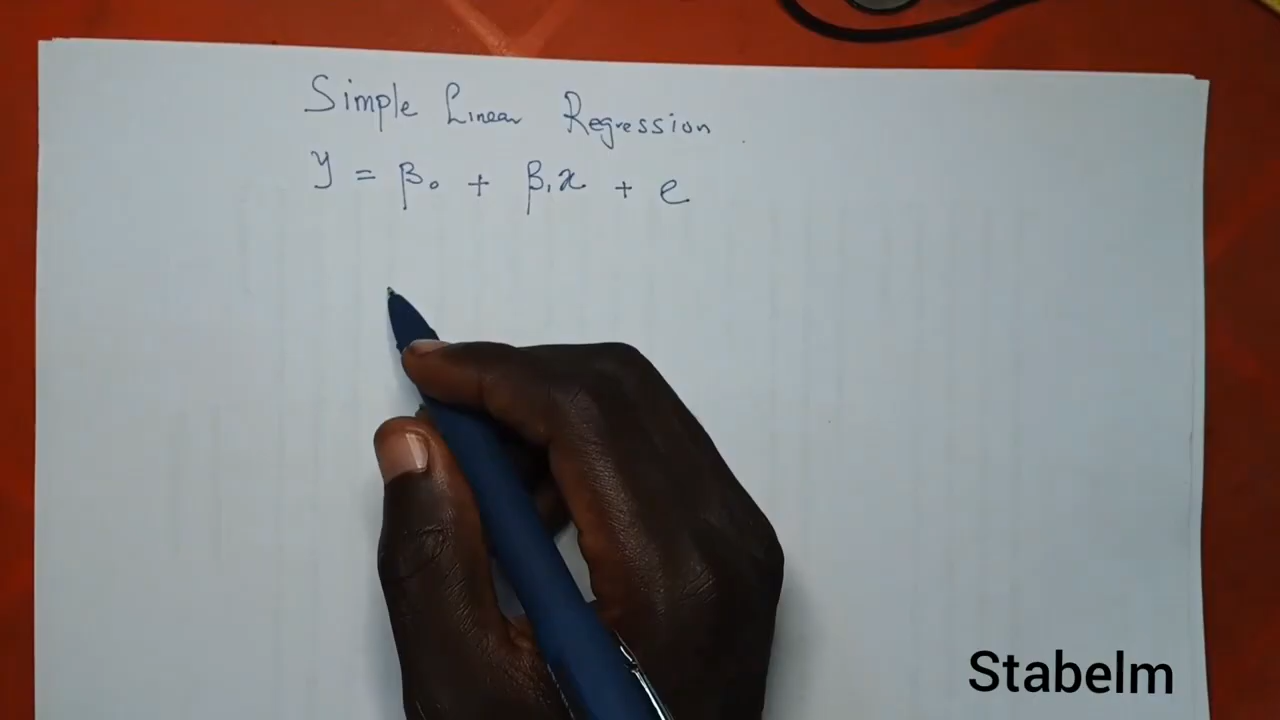 Simple Linear Regression.
y = β₀ + β₁x + e
Stabelm